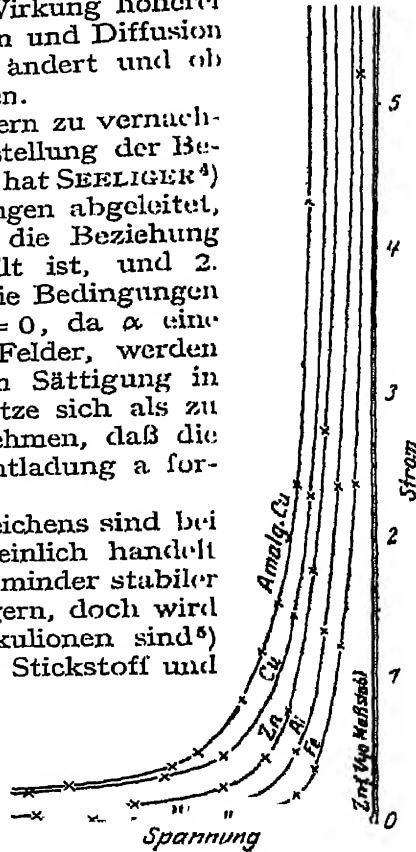 Wirkung höherer
n und Diffusion
ändert und ob
en.
ern zu vernach-
stellung der Be-
hat SEELIGER⁴)
ngen abgeleitet,
die Beziehung
lt ist, und 2.
ie Bedingungen
= 0, da α eine
Felder, werden
n Sättigung in
tze sich als zu
ehmen, daß die
ntladung a for-
eichens sind bei
einlich handelt
minder stabiler
gern, doch wird
kulionen sind⁵)
Stickstoff und
5
4
3
2
1
0
Strom
Amalg. Cu
Cu
Zn
Al
Fe
Spannung